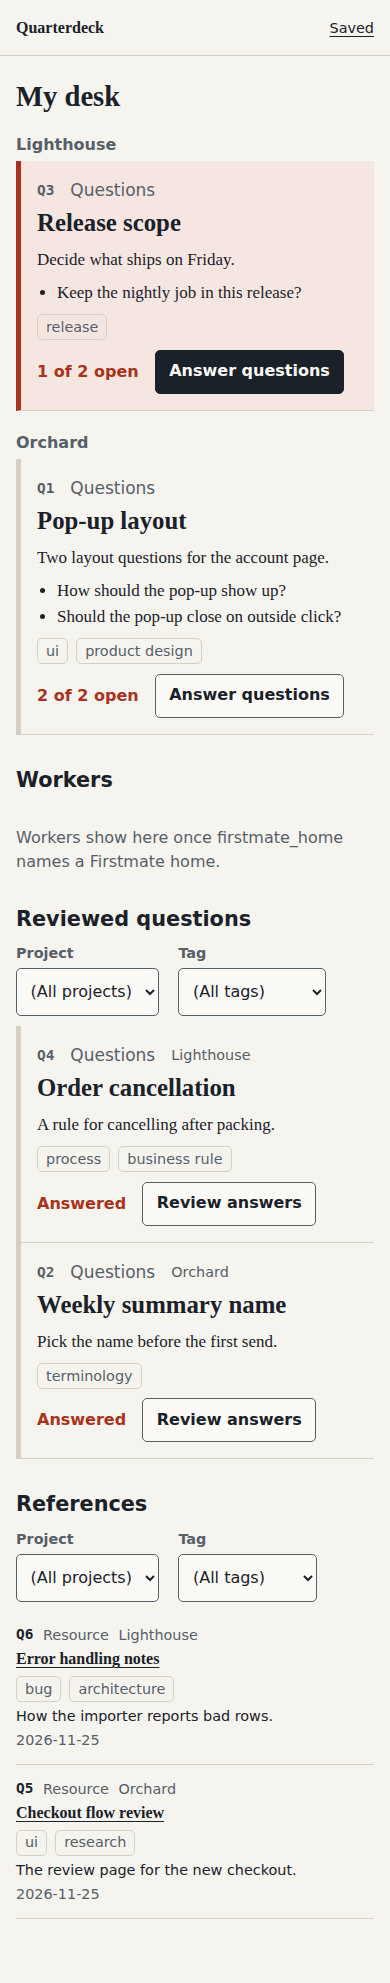 Quarterdeck
Saved
My desk
Lighthouse
Q3 Questions
Release scope
Decide what ships on Friday.
• Keep the nightly job in this release?
release
1 of 2 open
Answer questions
Orchard
Q1 Questions
Pop-up layout
Two layout questions for the account page.
• How should the pop-up show up?
• Should the pop-up close on outside click?
ui product design
2 of 2 open
Answer questions
Workers
Workers show here once firstmate_home
names a Firstmate home.
Reviewed questions
Project Tag
(All projects) (All tags)
Q4 Questions Lighthouse
Order cancellation
A rule for cancelling after packing.
process business rule
Answered
Review answers
Q2 Questions Orchard
Weekly summary name
Pick the name before the first send.
terminology
Answered
Review answers
References
Project Tag
(All projects) (All tags)
Q6 Resource Lighthouse
Error handling notes
bug architecture
How the importer reports bad rows.
2026-11-25
Q5 Resource Orchard
Checkout flow review
ui research
The review page for the new checkout.
2026-11-25